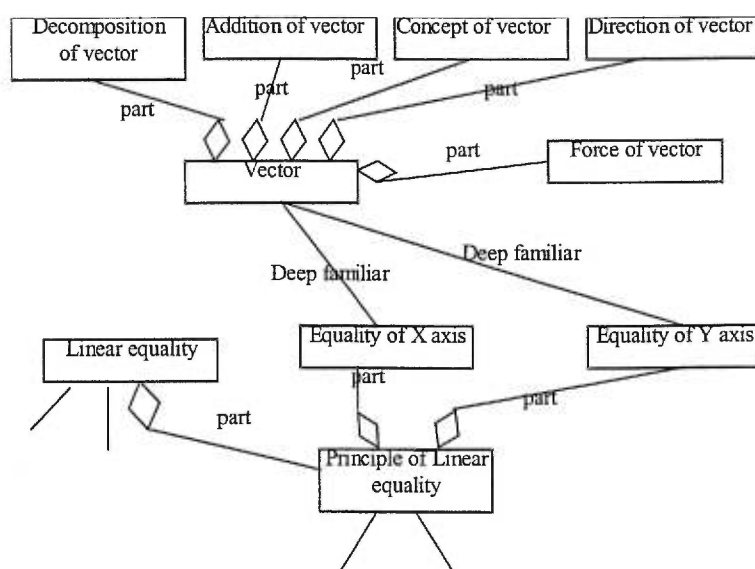 Decomposition
of vector
Addition of vector
Concept of vector
Direction of vector
part
part
part
part
Vector
part
Force of vector
Deep familiar
Deep familiar
Linear equality
Equality of X axis
Equality of Y axis
part
part
part
Principle of Linear
equality